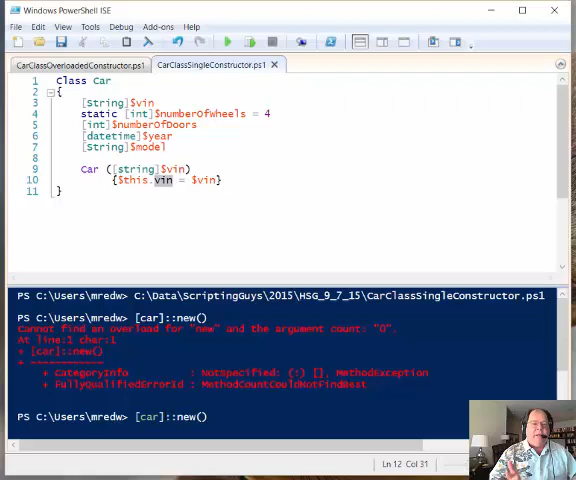 Windows PowerShell ISE
File Edit View Tools Debug Add-ons Help
CarClassOverloadedConstructor.ps1 CarClassSingleConstructor.ps1
1 Class Car
2 {
3 [String]$vin
4 static [int]$numberOfWheels = 4
5 [int]$numberOfDoors
6 [datetime]$year
7 [String]$model
8
9 Car ([string]$vin)
10 {$this.vin = $vin}
11 }
PS C:\Users\mredw> C:\Data\ScriptingGuys\2015\HSG_9_7_15\CarClassSingleConstructor.ps1
PS C:\Users\mredw> [car]::new()
Cannot find an overload for "new" and the argument count: "0".
At line:1 char:1
+ [car]::new()
+ ~~~~~~~~~~~~
+ CategoryInfo : NotSpecified: (:) [], MethodException
+ FullyQualifiedErrorId : MethodCountCouldNotFindBest
PS C:\Users\mredw> [car]::new()
Ln 12 Col 31